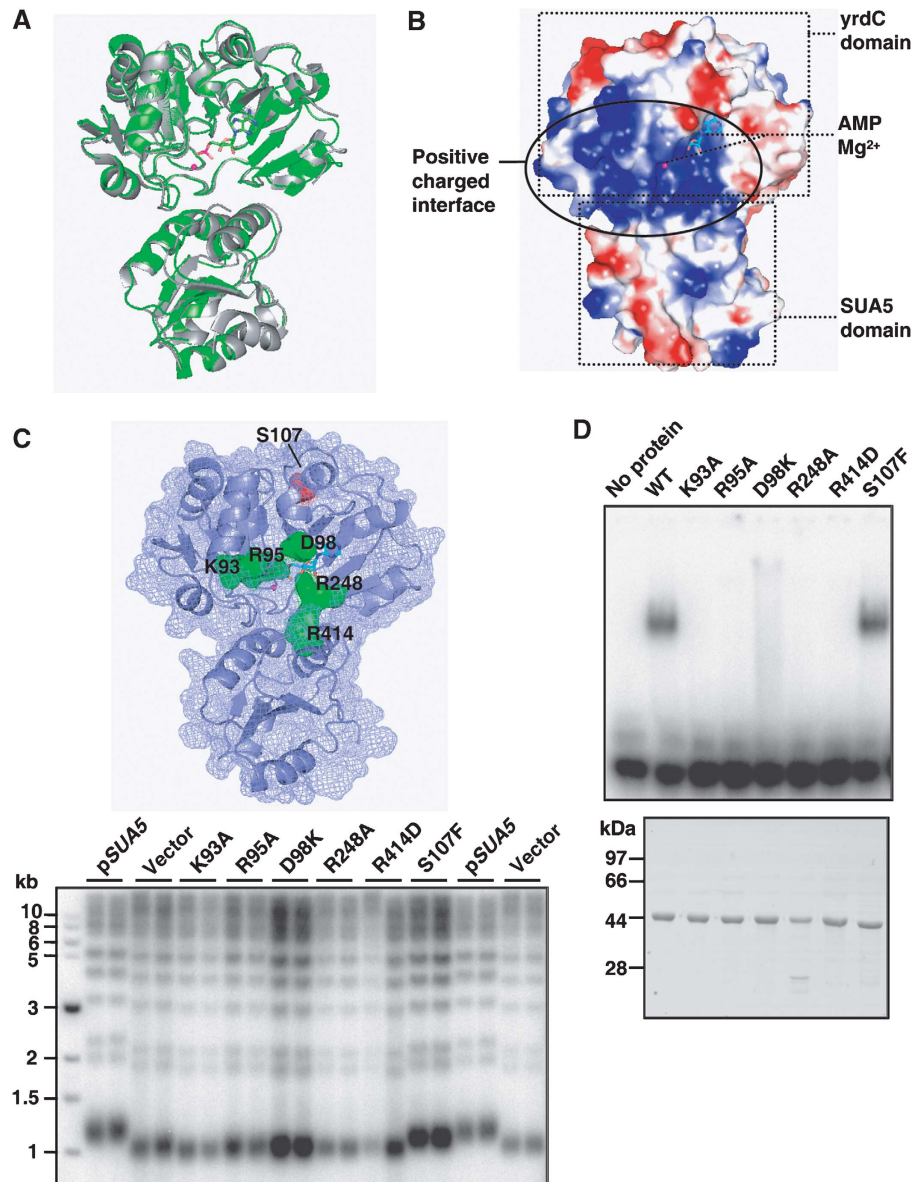 A
B
yrdC
domain
AMP
Mg²⁺
Positive
charged
interface
SUA5
domain
C
S107
D98
R95
K93
R248
R414
D
No protein
WT
K93A
R95A
D98K
R248A
R414D
S107F
kDa
97
66
44
28
pSUA5
Vector
K93A
R95A
D98K
R248A
R414D
S107F
pSUA5
Vector
kb
10
8
6
5
3
2
1.5
1